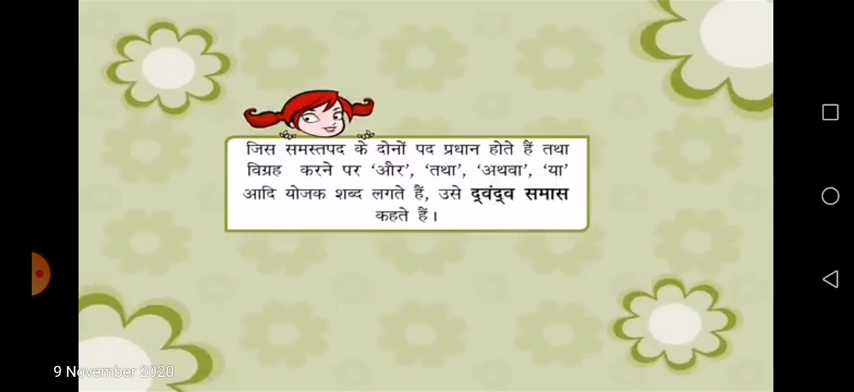 जिस समस्तपद के दोनों पद प्रधान होते हैं तथा
विग्रह करने पर ‘और’, ‘तथा’, ‘अथवा’, ‘या’
आदि योजक शब्द लगते हैं, उसे द्‌वंद्‌व समास
कहते हैं।
9 November 2020